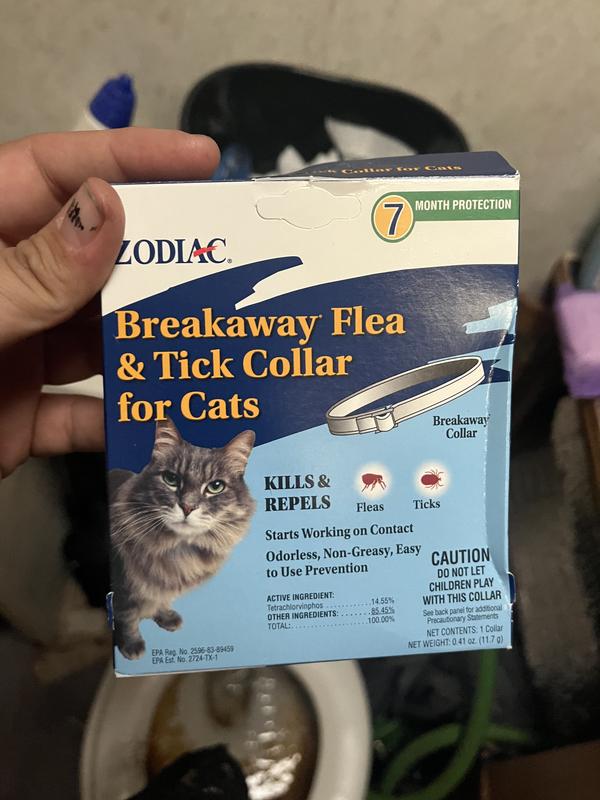 Tick Collar for Cats
7 MONTH PROTECTION
ZODIAC®
Breakaway® Flea
& Tick Collar
for Cats
Breakaway
Collar
KILLS &
REPELS
Fleas
Ticks
Starts Working on Contact
Odorless, Non-Greasy, Easy
to Use Prevention
CAUTION
DO NOT LET
CHILDREN PLAY
WITH THIS COLLAR
See back panel for additional
Precautionary Statements
ACTIVE INGREDIENT:
Tetrachlorvinphos ............ 14.55%
OTHER INGREDIENTS: ........ 85.45%
TOTAL: ........................ 100.00%
NET CONTENTS: 1 Collar
NET WEIGHT: 0.41 oz. (11.7 g)
EPA Reg. No. 2596-83-89459
EPA Est. No. 2724-TX-1